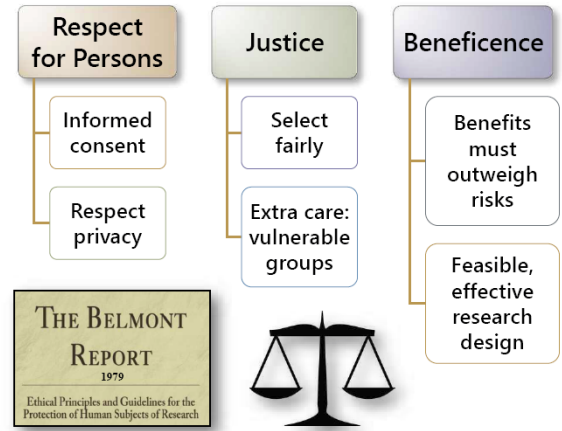 Respect
for Persons
Informed
consent
Respect
privacy
Justice
Select
fairly
Extra care:
vulnerable
groups
Beneficence
Benefits
must
outweigh
risks
Feasible,
effective
research
design
THE BELMONT
REPORT
1979
Ethical Principles and Guidelines for the
Protection of Human Subjects of Research